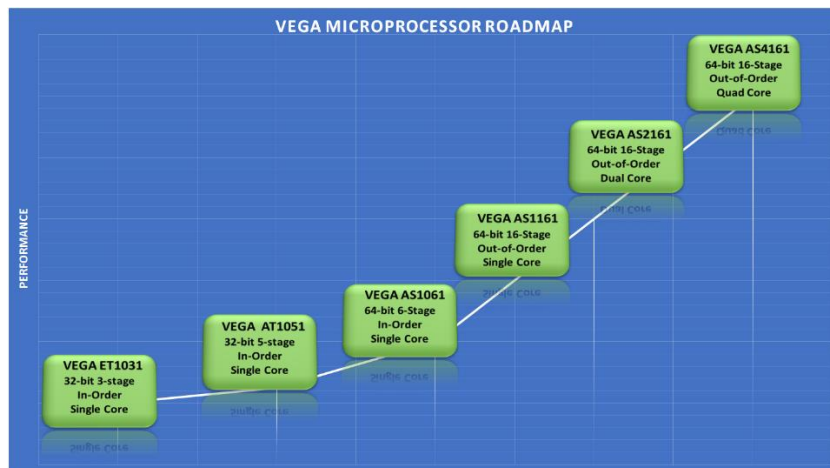 VEGA MICROPROCESSOR ROADMAP
VEGA AS4161
64-bit 16-Stage
Out-of-Order
Quad Core
VEGA AS2161
64-bit 16-Stage
Out-of-Order
Dual Core
VEGA AS1161
64-bit 16-Stage
Out-of-Order
Single Core
VEGA AS1061
64-bit 6-Stage
In-Order
Single Core
VEGA AT1051
32-bit 5-stage
In-Order
Single Core
VEGA ET1031
32-bit 3-stage
In-Order
Single Core
PERFORMANCE